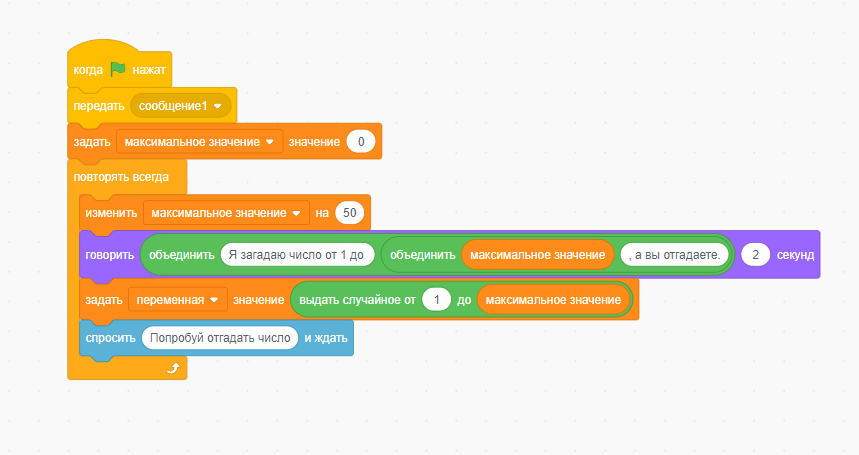 когда нажат
передать сообщение1
задать максимальное значение значение 0
повторять всегда
изменить максимальное значение на 50
говорить объединить Я загадаю число от 1 до объединить максимальное значение , а вы отгадаете. 2 секунд
задать переменная значение выдать случайное от 1 до максимальное значение
спросить Попробуй отгадать число и ждать